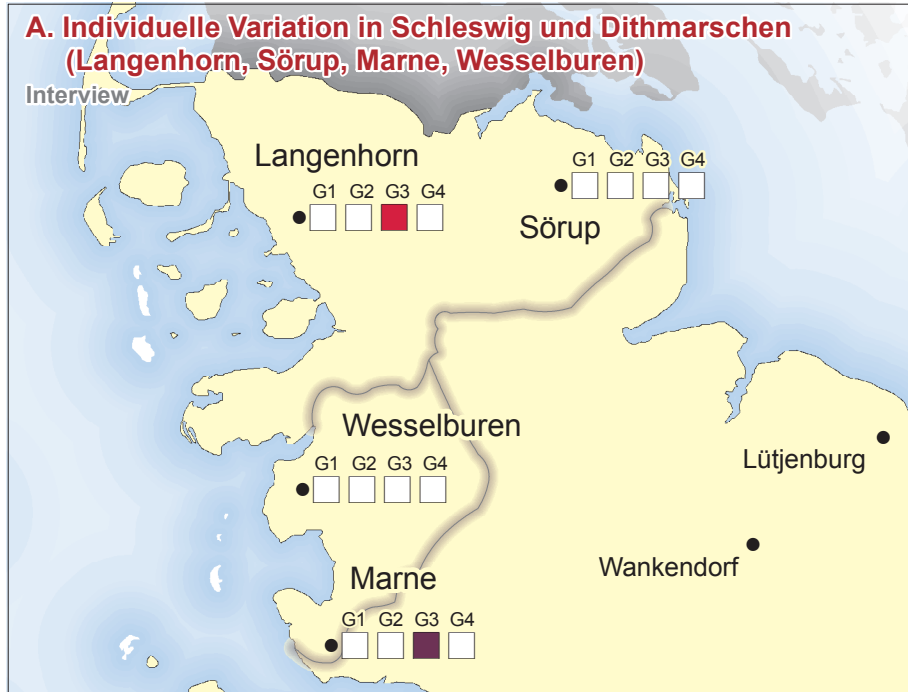 A. Individuelle Variation in Schleswig und Dithmarschen
(Langenhorn, Sörup, Marne, Wesselburen)
Interview
Langenhorn
G1 G2 G3 G4
G1 G2 G3 G4
Sörup
Wesselburen
G1 G2 G3 G4
Lütjenburg
Wankendorf
Marne
G1 G2 G3 G4